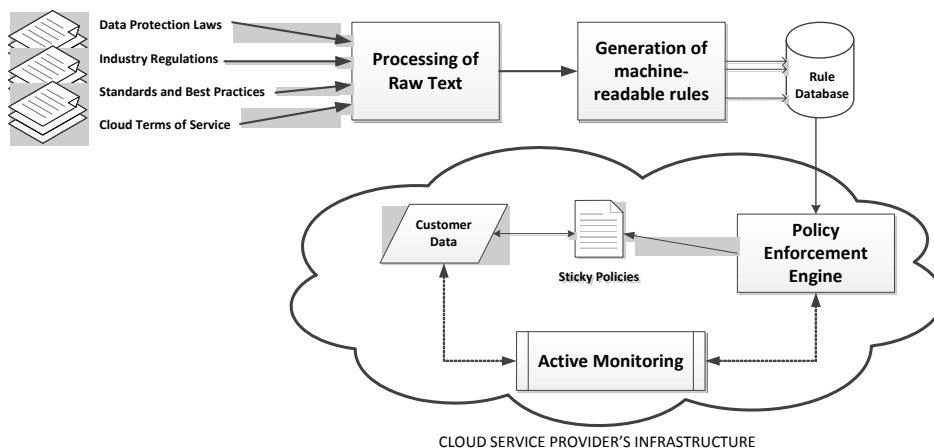 Data Protection Laws
Industry Regulations
Standards and Best Practices
Cloud Terms of Service
Processing of
Raw Text
Generation of
machine-
readable rules
Rule
Database
Customer
Data
Sticky Policies
Policy
Enforcement
Engine
Active Monitoring
CLOUD SERVICE PROVIDER'S INFRASTRUCTURE